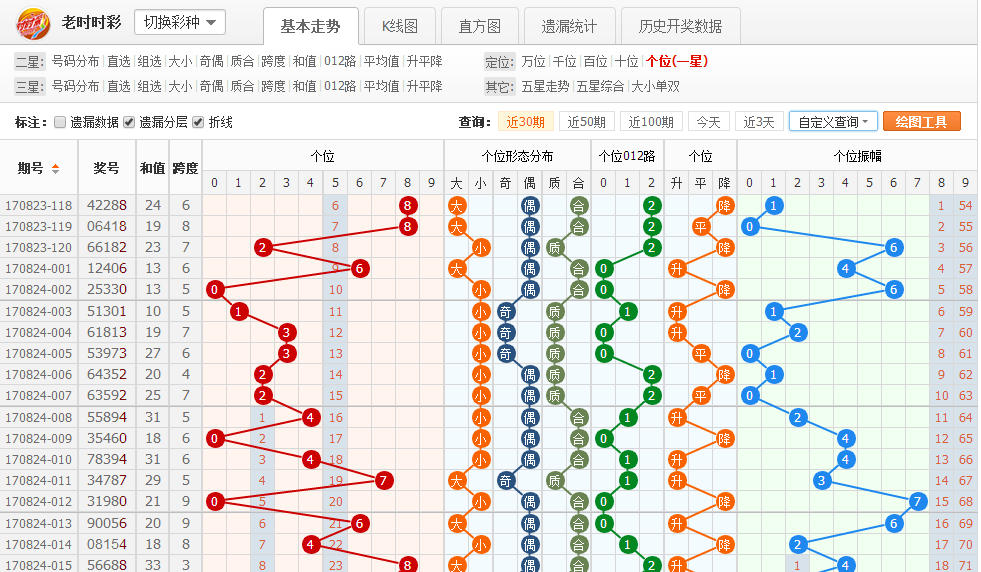 老时时彩 切换彩种 基本走势 K线图 直方图 遗漏统计 历史开奖数据
二星: 号码分布 直选 组选 大小 奇偶 质合 跨度 和值 012路 平均值 升平降 定位: 万位 千位 百位 十位 个位(一星)
三星: 号码分布 直选 组选 大小 奇偶 质合 跨度 和值 012路 平均值 升平降 其它: 五星走势 五星综合 大小单双
标注: 遗漏数据 遗漏分层 折线 查询: 近30期 近50期 近100期 今天 近3天 自定义查询 绘图工具
期号 奖号 和值 跨度 个位 个位形态分布 个位012路 个位 个位振幅
0 1 2 3 4 5 6 7 8 9 大 小 奇 偶 质 合 0 1 2 升 平 降 0 1 2 3 4 5 6 7 8 9
170823-118 42288 24 6 6 8 大 偶 合 2 降 1 1 54
170823-119 06418 19 8 7 8 大 偶 合 2 平 0 2 55
170823-120 66182 23 7 2 8 小 偶 质 2 降 6 3 56
170824-001 12406 13 6 9 6 大 偶 合 0 升 4 4 57
170824-002 25330 13 5 0 10 小 偶 合 0 降 6 5 58
170824-003 51301 10 5 1 11 小 奇 质 1 升 1 6 59
170824-004 61813 19 7 3 12 小 奇 质 0 升 2 7 60
170824-005 53973 27 6 3 13 小 奇 质 0 平 0 8 61
170824-006 64352 20 4 2 14 小 偶 质 2 降 1 9 62
170824-007 63592 25 7 2 15 小 偶 质 2 平 0 10 63
170824-008 55894 31 5 1 4 16 小 偶 合 1 升 2 11 64
170824-009 35460 18 6 0 2 17 小 偶 合 0 降 4 12 65
170824-010 78394 31 6 3 4 18 小 偶 合 1 升 4 13 66
170824-011 34787 29 5 4 19 7 大 奇 质 1 升 3 14 67
170824-012 31980 21 9 0 5 20 小 偶 合 0 降 7 15 68
170824-013 90056 20 9 6 21 6 大 偶 合 0 升 6 16 69
170824-014 08154 18 8 7 4 22 小 偶 合 1 降 2 17 70
170824-015 56688 33 3 8 23 8 大 偶 合 2 升 1 4 18 71